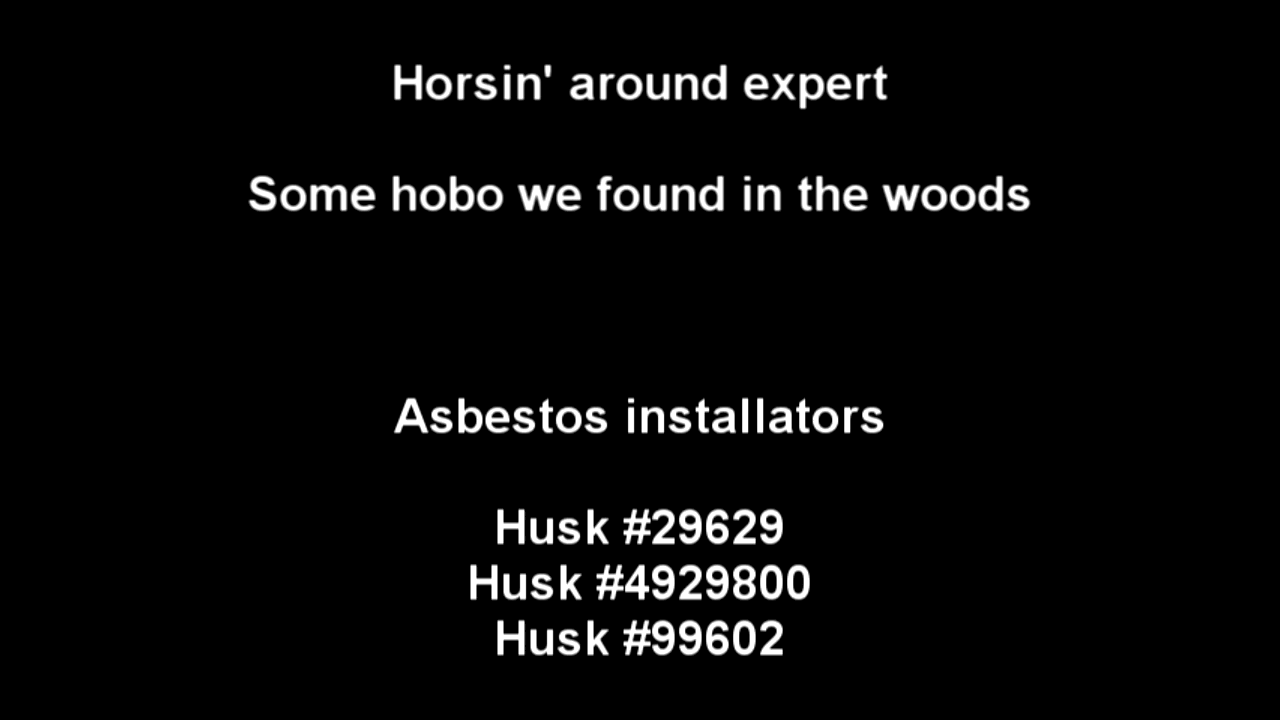 Horsin' around expert
Some hobo we found in the woods
Asbestos installators
Husk #29629
Husk #4929800
Husk #99602